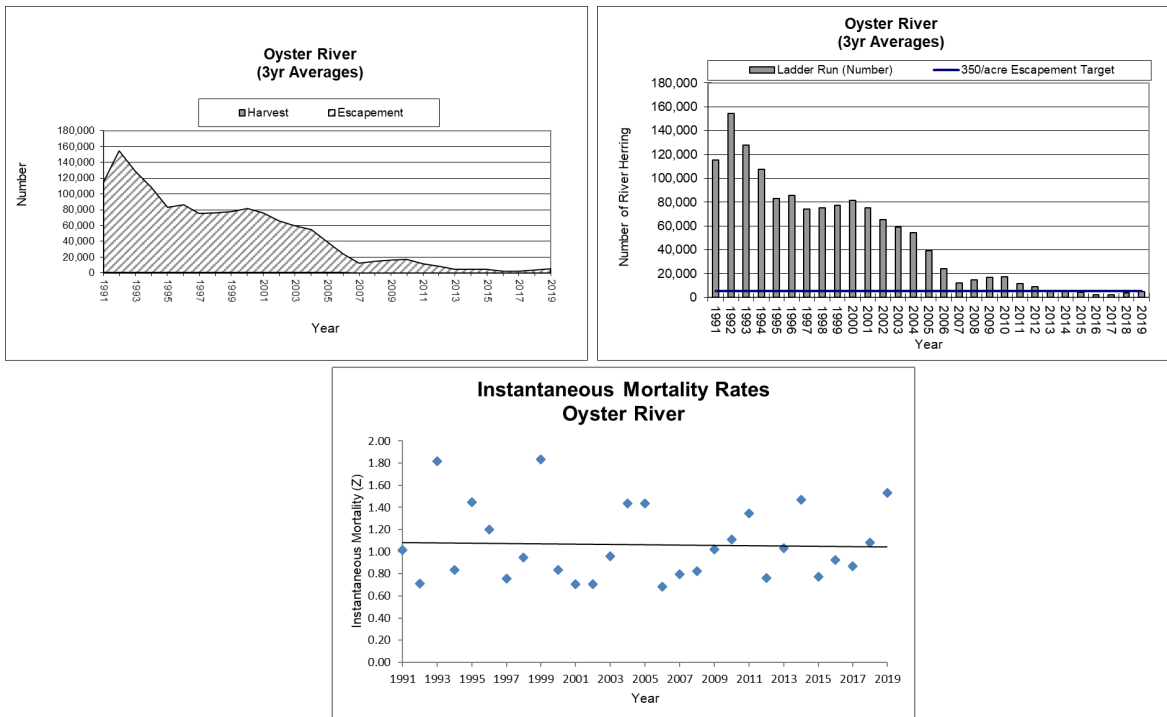 Oyster River
(3yr Averages)
Harvest Escapement
180,000
160,000
140,000
120,000
100,000
80,000
60,000
40,000
20,000
0
Number
1991 1993 1995 1997 1999 2001 2003 2005 2007 2009 2011 2013 2015 2017 2019
Year
Oyster River
(3yr Averages)
Ladder Run (Number) 350/acre Escapement Target
180,000
160,000
140,000
120,000
100,000
80,000
60,000
40,000
20,000
0
Number of River Herring
1991 1992 1993 1994 1995 1996 1997 1998 1999 2000 2001 2002 2003 2004 2005 2006 2007 2008 2009 2010 2011 2012 2013 2014 2015 2016 2017 2018 2019
Year
Instantaneous Mortality Rates
Oyster River
2.00
1.80
1.60
1.40
1.20
1.00
0.80
0.60
0.40
0.20
0.00
Instantaneous Mortality (Z)
1991 1993 1995 1997 1999 2001 2003 2005 2007 2009 2011 2013 2015 2017 2019
Year